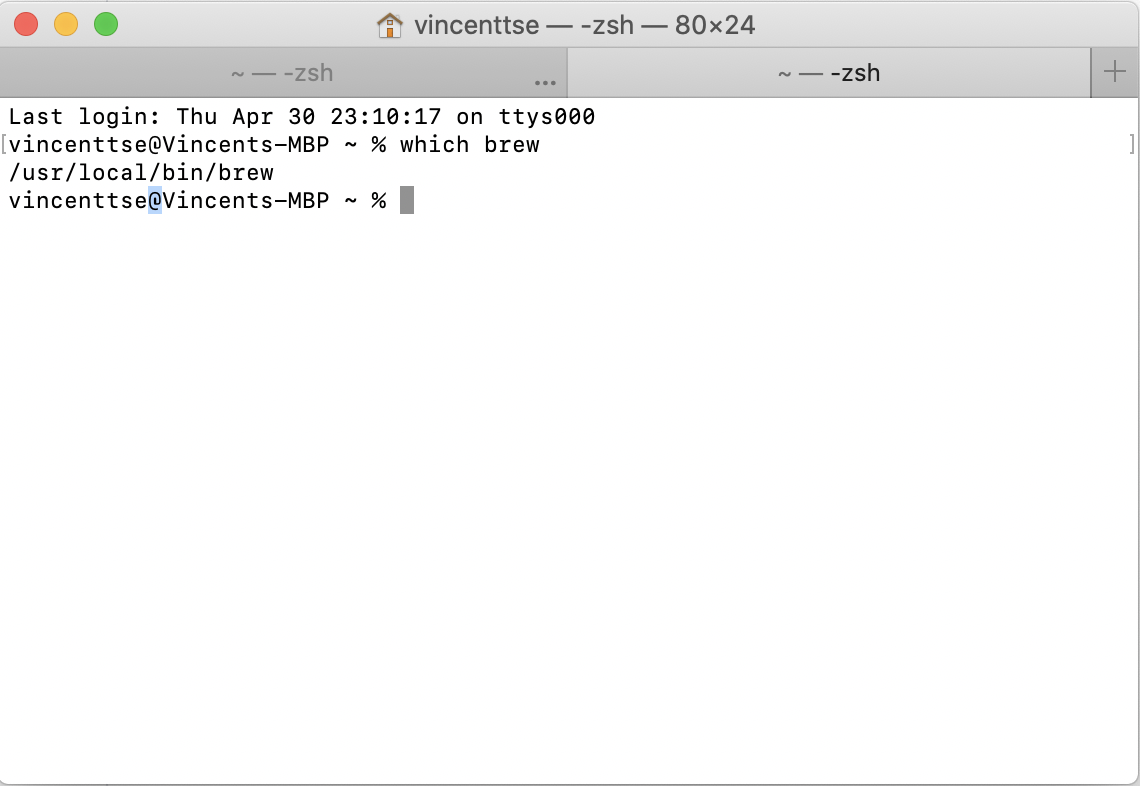 vincenttse — -zsh — 80×24
~ — -zsh ...
~ — -zsh +
Last login: Thu Apr 30 23:10:17 on ttys000
[vincenttse@Vincents-MBP ~ % which brew ]
/usr/local/bin/brew
vincenttse@Vincents-MBP ~ %